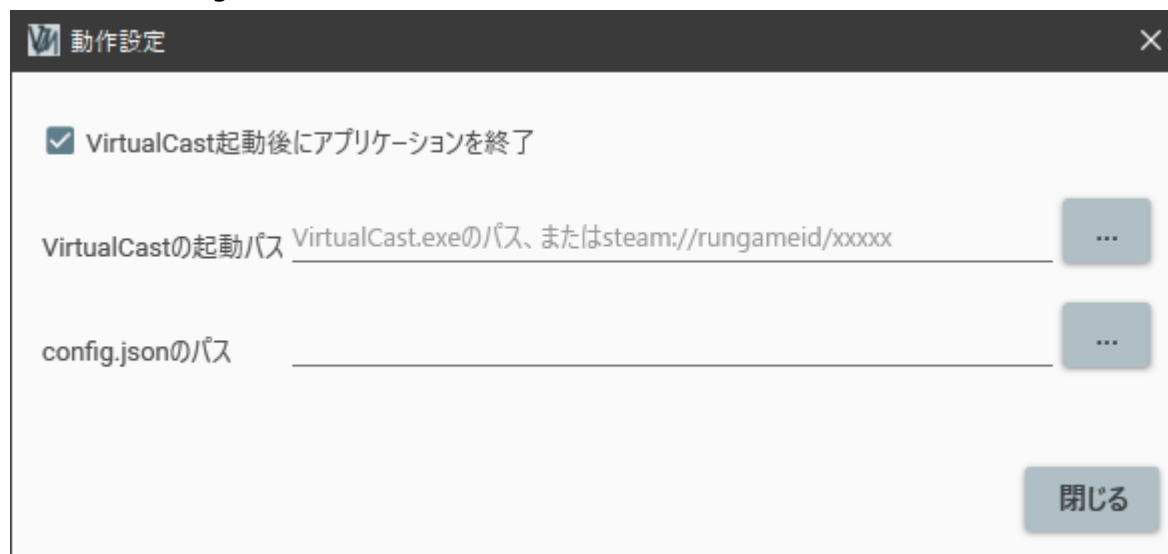 動作設定
VirtualCast起動後にアプリケーションを終了
VirtualCastの起動パス VirtualCast.exeのパス、またはsteam://rungameid/xxxxx ...
config.jsonのパス ...
閉じる